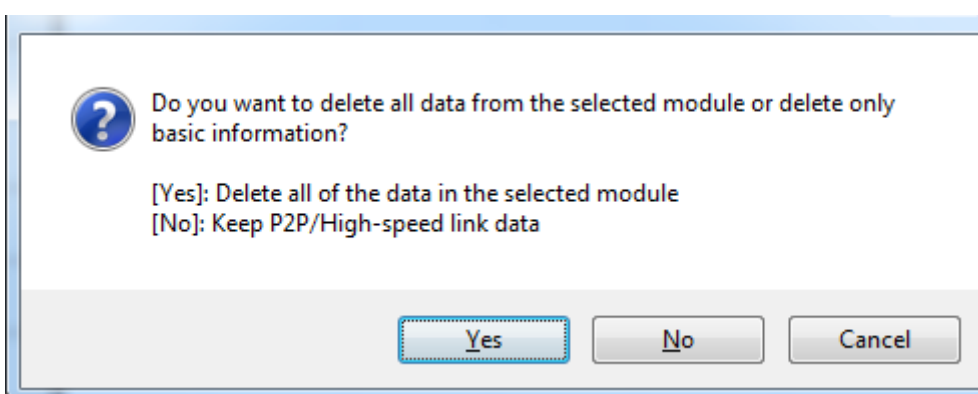 Do you want to delete all data from the selected module or delete only
basic information?
[Yes]: Delete all of the data in the selected module
[No]: Keep P2P/High-speed link data
Yes No Cancel